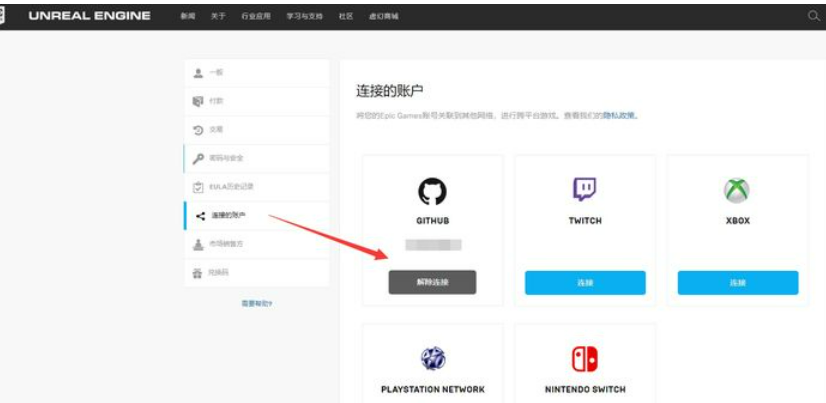 UNREAL ENGINE 新闻 关于 行业应用 学习与支持 社区 虚幻商城
一般
付款
交易
密码与安全
EULA历史记录
连接的账户
市场销售方
兑换码
需要帮助?
连接的账户
将您的Epic Games账号关联到其他网络，进行跨平台游戏。查看我们的隐私政策。
GITHUB
解除连接
TWITCH
连接
XBOX
连接
PLAYSTATION NETWORK
NINTENDO SWITCH